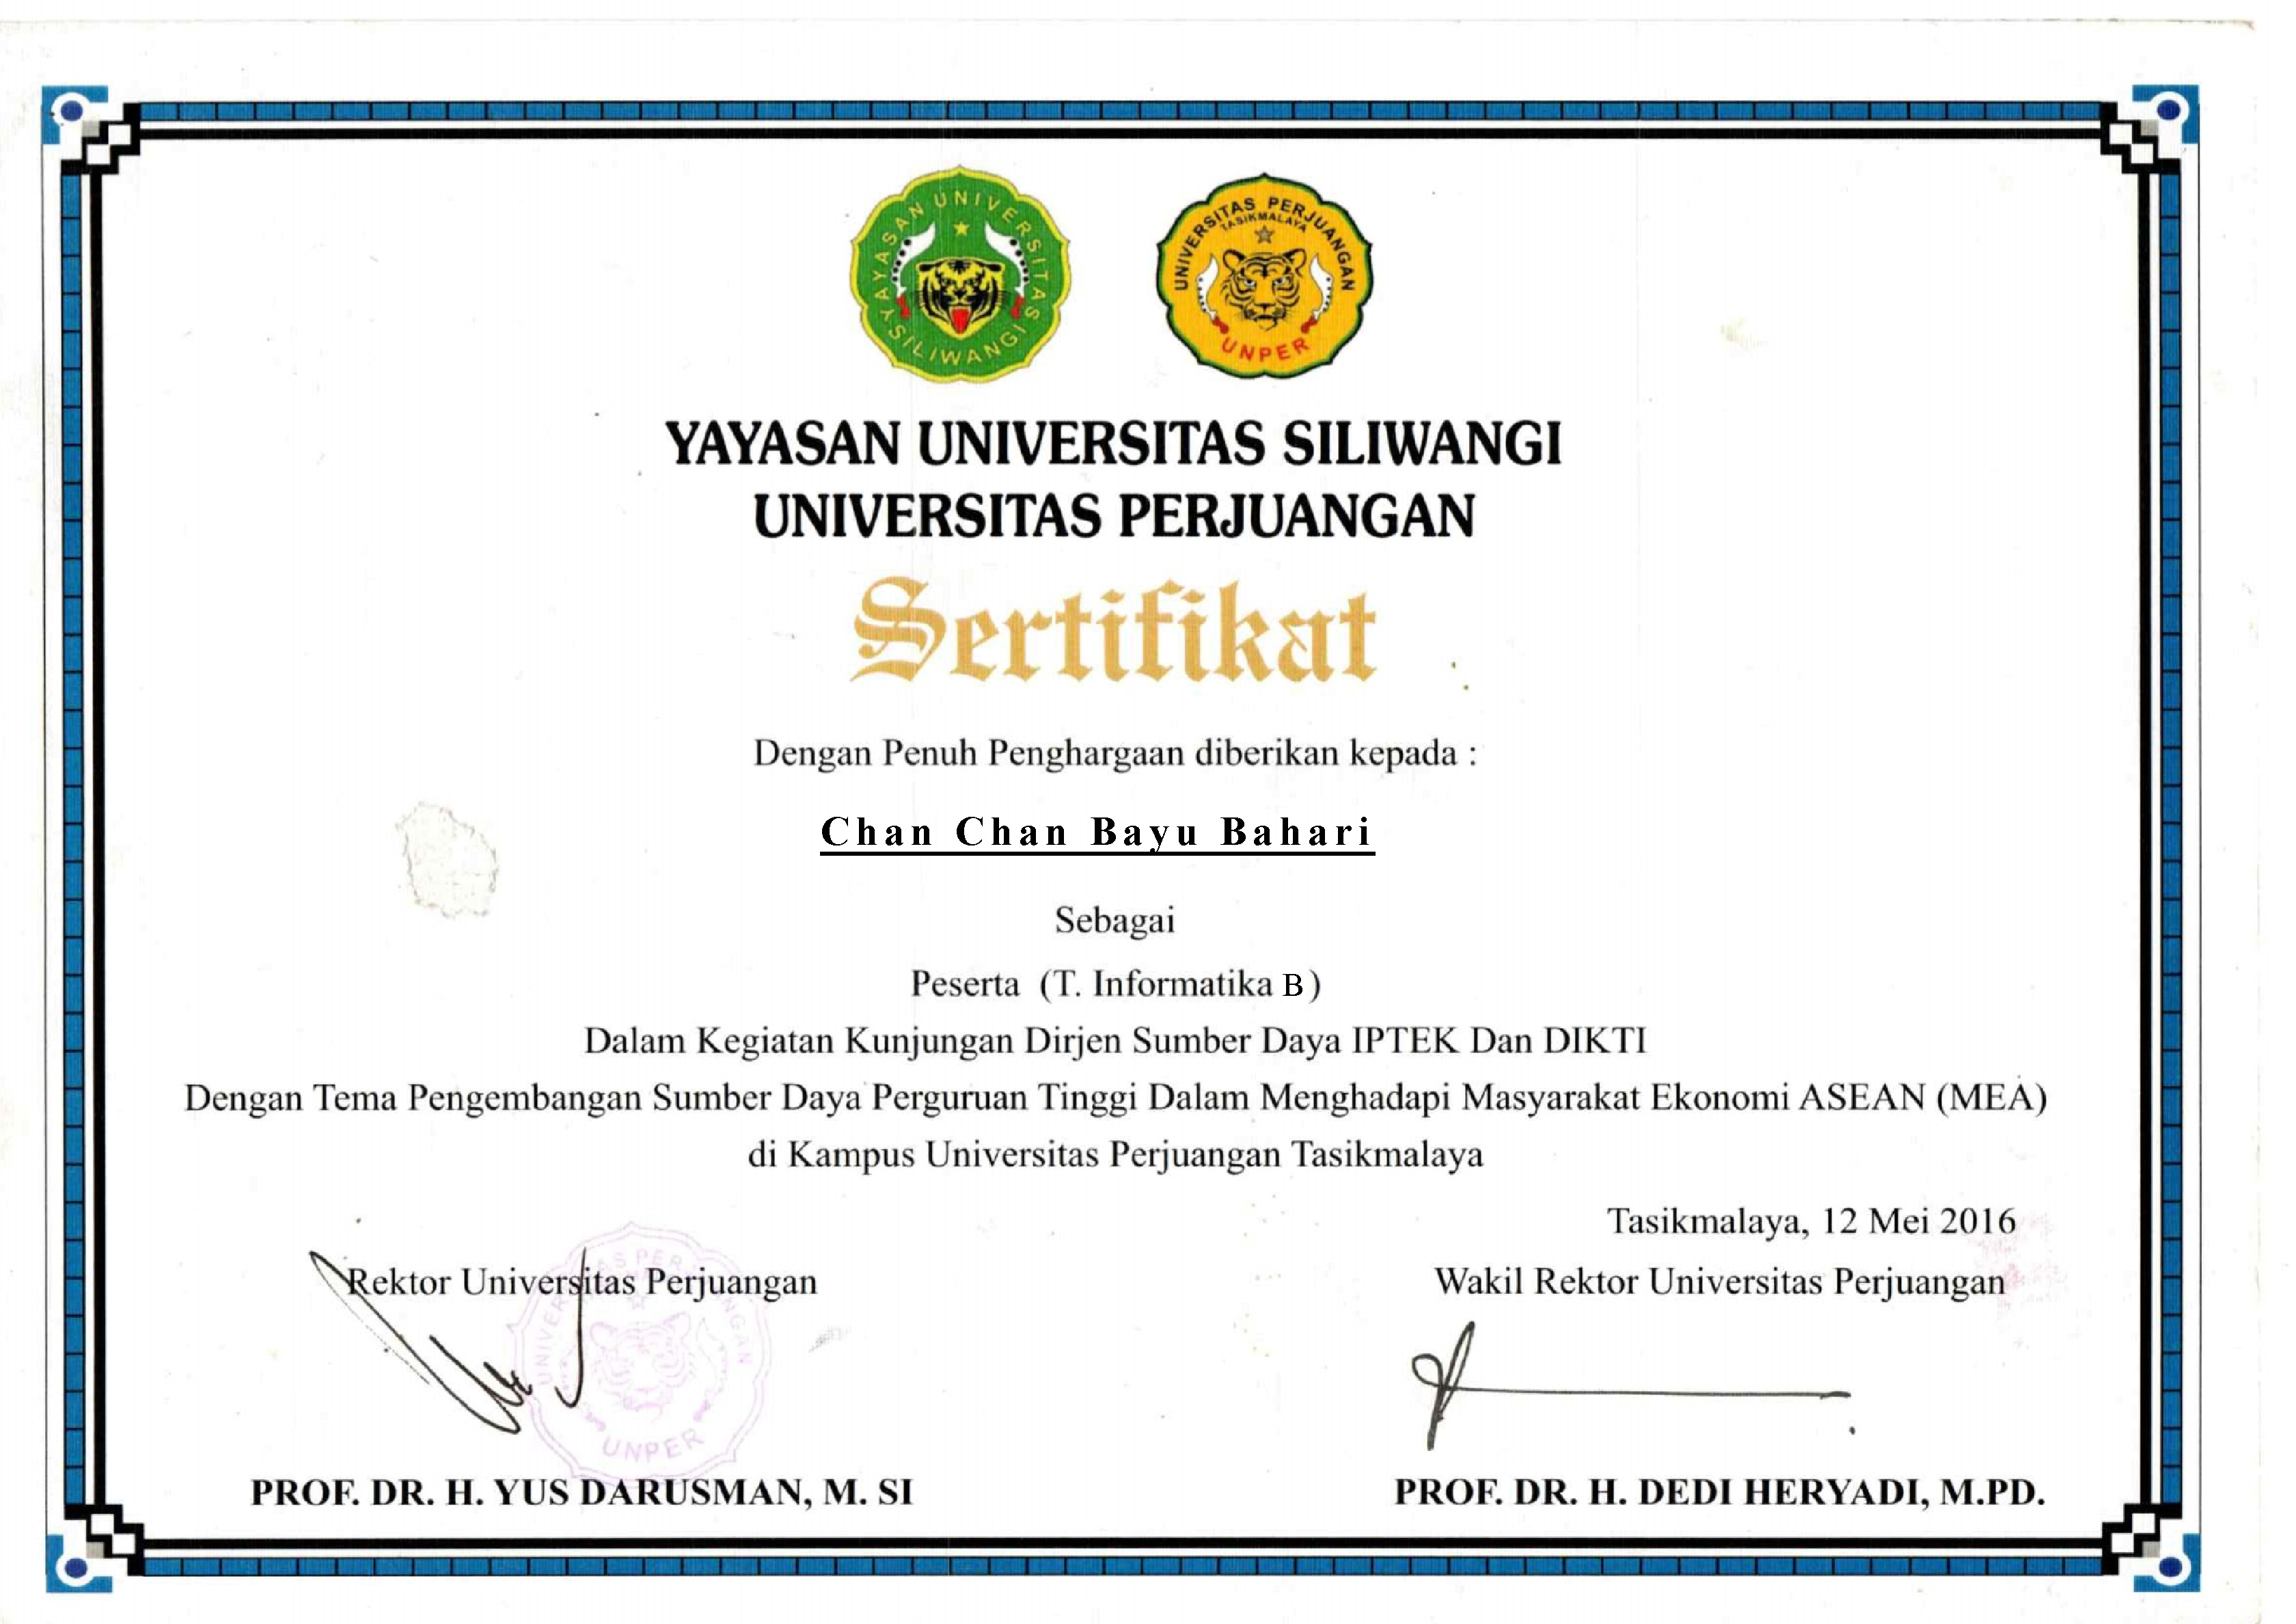 YAYASAN UNIVERSITAS SILIWANGI
UNIVERSITAS PERJUANGAN TASIKMALAYA
UNPER
YAYASAN UNIVERSITAS SILIWANGI
UNIVERSITAS PERJUANGAN
Sertifikat
Dengan Penuh Penghargaan diberikan kepada :
Chan Chan Bayu Bahari
Sebagai
Peserta (T. Informatika B)
Dalam Kegiatan Kunjungan Dirjen Sumber Daya IPTEK Dan DIKTI
Dengan Tema Pengembangan Sumber Daya Perguruan Tinggi Dalam Menghadapi Masyarakat Ekonomi ASEAN (MEA)
di Kampus Universitas Perjuangan Tasikmalaya
Tasikmalaya, 12 Mei 2016
Rektor Universitas Perjuangan
Wakil Rektor Universitas Perjuangan
UNPER
PROF. DR. H. YUS DARUSMAN, M. SI
PROF. DR. H. DEDI HERYADI, M.PD.